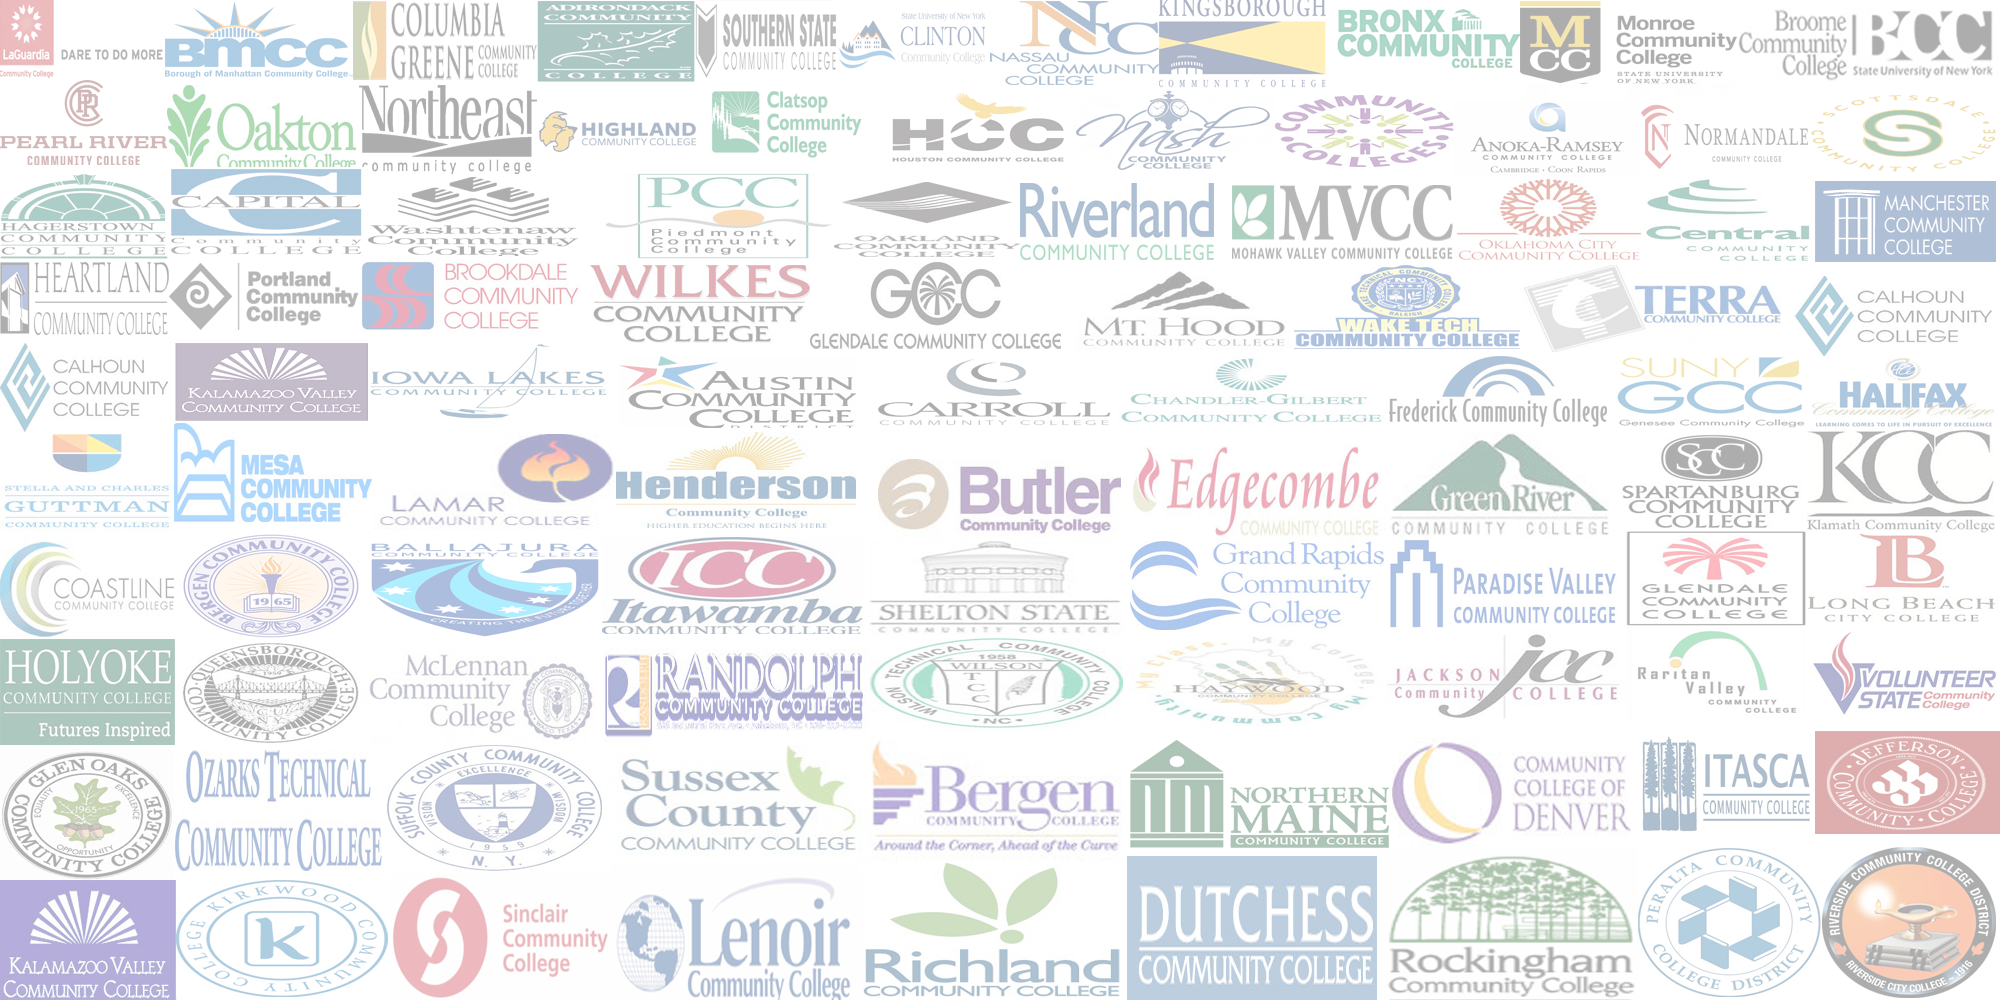 LaGuardia
Community College
DARE TO DO MORE
BMCC
Borough of Manhattan Community College
COLUMBIA
GREENE COMMUNITY
COLLEGE
ADIRONDACK
COMMUNITY
COLLEGE
SOUTHERN STATE
COMMUNITY COLLEGE
State University of New York
CLINTON
Community College
NCC
NASSAU
COMMUNITY
COLLEGE
KINGSBOROUGH
COMMUNITY COLLEGE
BRONX
COMMUNITY
COLLEGE
MCC
Monroe
Community
College
STATE UNIVERSITY
OF NEW YORK
Broome
Community
College
BCC
State University of New York
PR
PEARL RIVER
COMMUNITY COLLEGE
Oakton
Community College
Northeast
community college
HIGHLAND
COMMUNITY COLLEGE
Clatsop
Community
College
HCC
HOUSTON COMMUNITY COLLEGE
Nash
COMMUNITY
COLLEGE
COMMUNITY
COLLEGES
ANOKA-RAMSEY
COMMUNITY COLLEGE
CAMBRIDGE · COON RAPIDS
N
NORMANDALE
COMMUNITY COLLEGE
SCOTTSDALE
COMMUNITY COLLEGE
S
HAGERSTOWN
COMMUNITY
COLLEGE
CAPITAL
Community
COLLEGE
Washtenaw
Community
College
PCC
Piedmont
Community
College
OAKLAND
COMMUNITY
COLLEGE
Riverland
COMMUNITY COLLEGE
MVCC
MOHAWK VALLEY COMMUNITY COLLEGE
OKLAHOMA CITY
COMMUNITY COLLEGE
Central
COMMUNITY
COLLEGE
MANCHESTER
COMMUNITY
COLLEGE
HEARTLAND
COMMUNITY COLLEGE
Portland
Community
College
BROOKDALE
COMMUNITY
COLLEGE
WILKES
COMMUNITY
COLLEGE
GCC
GLENDALE COMMUNITY COLLEGE
MT. HOOD
COMMUNITY COLLEGE
WAKE TECHNICAL COMMUNITY COLLEGE
RALEIGH
WAKE TECH
COMMUNITY COLLEGE
TERRA
COMMUNITY COLLEGE
CALHOUN
COMMUNITY
COLLEGE
CALHOUN
COMMUNITY
COLLEGE
KALAMAZOO VALLEY
COMMUNITY COLLEGE
IOWA LAKES
COMMUNITY COLLEGE
AUSTIN
COMMUNITY
COLLEGE
DISTRICT
CARROLL
COMMUNITY COLLEGE
CHANDLER-GILBERT
COMMUNITY COLLEGE
Frederick Community College
SUNY
GCC
Genesee Community College
HALIFAX
Community College
LEARNING COMES TO LIFE IN PURSUIT OF EXCELLENCE
STELLA AND CHARLES
GUTTMAN
COMMUNITY COLLEGE
MESA
COMMUNITY
COLLEGE
LAMAR
COMMUNITY COLLEGE
Henderson
Community College
HIGHER EDUCATION BEGINS HERE
Butler
Community College
Edgecombe
COMMUNITY COLLEGE
Green River
COMMUNITY COLLEGE
SCC
SPARTANBURG
COMMUNITY
COLLEGE
KCC
Klamath Community College
COASTLINE
COMMUNITY COLLEGE
BERGEN COMMUNITY COLLEGE
1965
BALLAJURA
COMMUNITY COLLEGE
CREATING THE FUTURE TOGETHER
ICC
Itawamba
COMMUNITY COLLEGE
SHELTON STATE
COMMUNITY COLLEGE
Grand Rapids
Community
College
PARADISE VALLEY
COMMUNITY COLLEGE
GLENDALE
COMMUNITY
COLLEGE
LB
LONG BEACH
CITY COLLEGE
HOLYOKE
COMMUNITY COLLEGE
Futures Inspired
QUEENSBOROUGH
COMMUNITY COLLEGE
McLennan
Community
College
R
RANDOLPH
COMMUNITY COLLEGE
WILSON TECHNICAL COMMUNITY COLLEGE
1958
WILSON
TCC
• NC •
My Class. My College.
My Community
HAYWOOD
JACKSON
Community
jcc
COLLEGE
Raritan
Valley
COMMUNITY
COLLEGE
VOLUNTEER
STATE Community
College
GLEN OAKS
COMMUNITY COLLEGE
EQUALITY
EXCELLENCE
1965
OPPORTUNITY
OZARKS TECHNICAL
COMMUNITY COLLEGE
SUFFOLK COUNTY COMMUNITY COLLEGE
EXCELLENCE
VISION
WISDOM
1959
N. Y.
Sussex
County
COMMUNITY COLLEGE
Bergen
COMMUNITY COLLEGE
Around the Corner, Ahead of the Curve
NORTHERN
MAINE
COMMUNITY COLLEGE
COMMUNITY
COLLEGE OF
DENVER
ITASCA
COMMUNITY COLLEGE
JEFFERSON
COMMUNITY · COLLEGE
KALAMAZOO VALLEY
COMMUNITY COLLEGE
KIRKWOOD COMMUNITY COLLEGE
k
Sinclair
Community
College
Lenoir
Community College
Richland
COMMUNITY COLLEGE
DUTCHESS
COMMUNITY COLLEGE
Rockingham
Community College
PERALTA COMMUNITY
COLLEGE DISTRICT
RIVERSIDE COMMUNITY COLLEGE DISTRICT
RIVERSIDE CITY COLLEGE ~ 1916